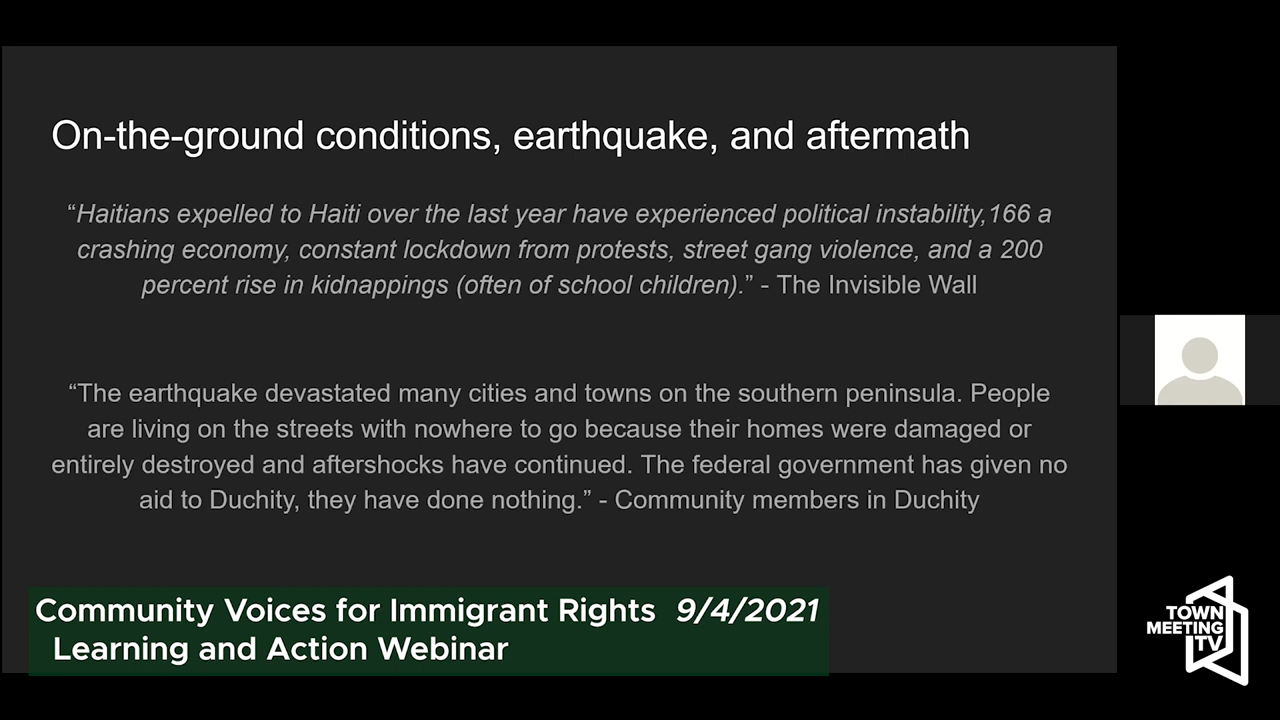 On-the-ground conditions, earthquake, and aftermath
“Haitians expelled to Haiti over the last year have experienced political instability,166 a
crashing economy, constant lockdown from protests, street gang violence, and a 200
percent rise in kidnappings (often of school children).” - The Invisible Wall
“The earthquake devastated many cities and towns on the southern peninsula. People
are living on the streets with nowhere to go because their homes were damaged or
entirely destroyed and aftershocks have continued. The federal government has given no
aid to Duchity, they have done nothing.” - Community members in Duchity
Community Voices for Immigrant Rights 9/4/2021
Learning and Action Webinar
TOWN
MEETING
TV